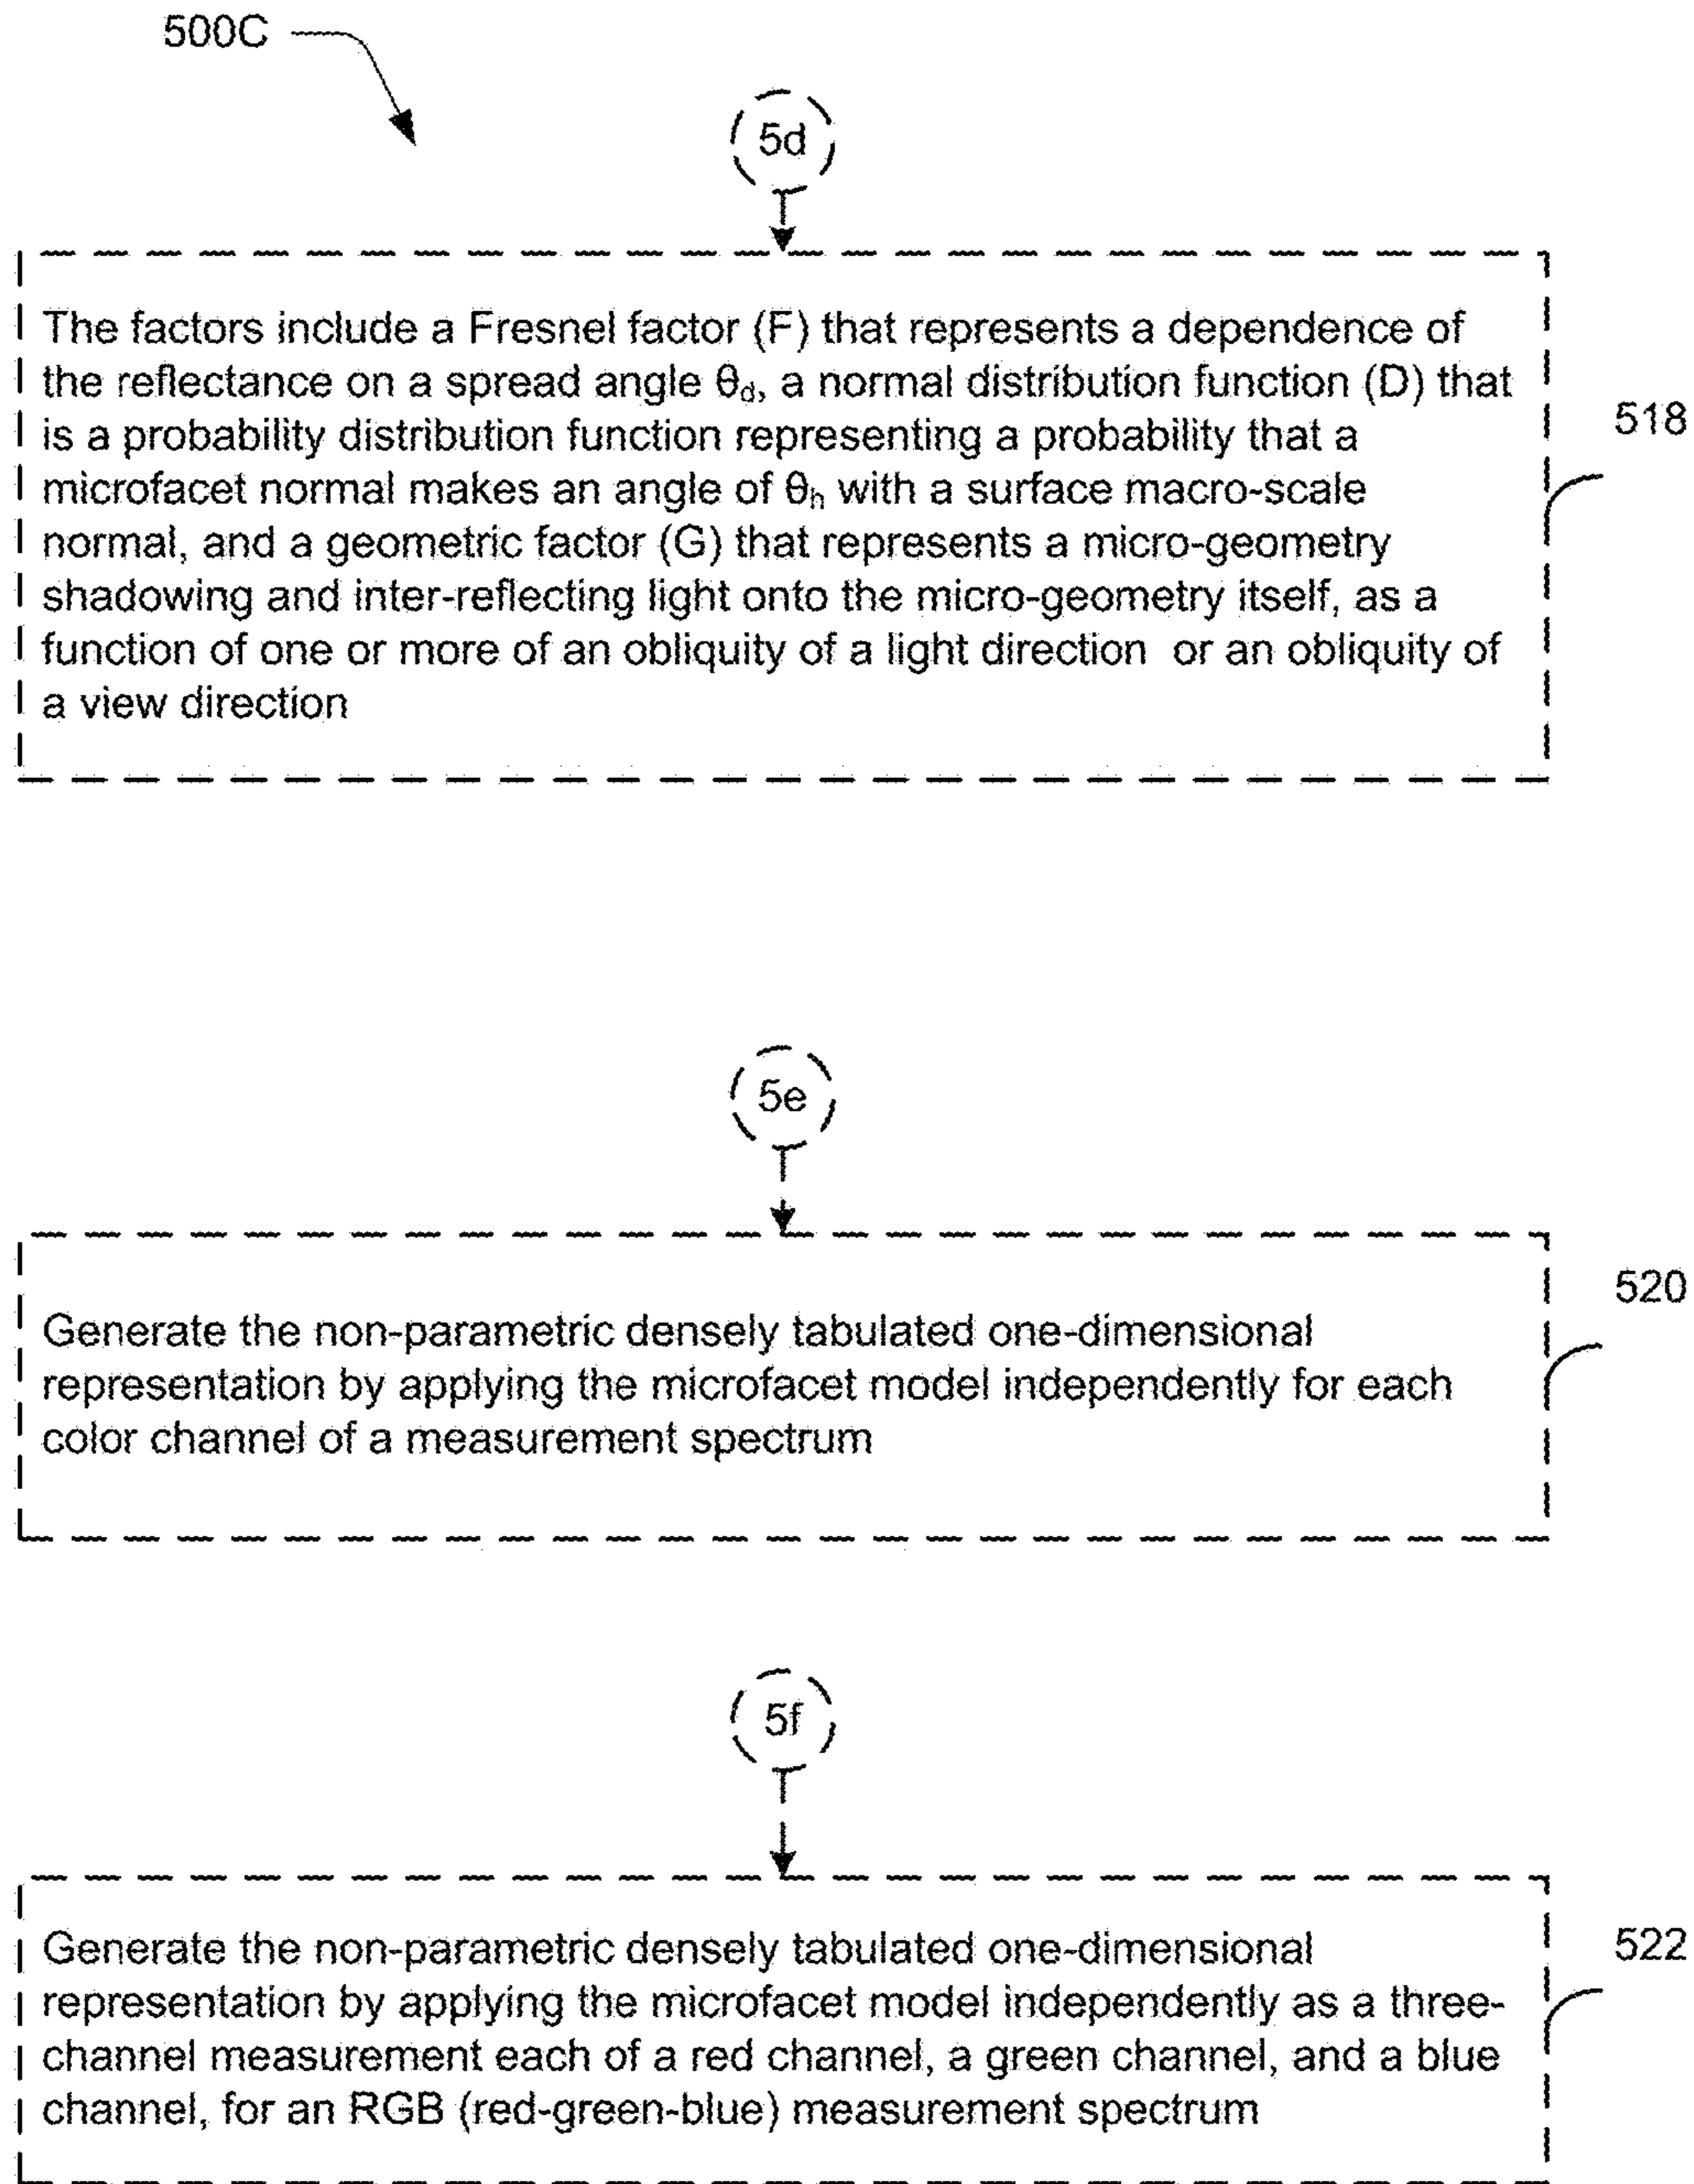 500C
5d
The factors include a Fresnel factor (F) that represents a dependence of
the reflectance on a spread angle θd, a normal distribution function (D) that
is a probability distribution function representing a probability that a
microfacet normal makes an angle of θh with a surface macro-scale
normal, and a geometric factor (G) that represents a micro-geometry
shadowing and inter-reflecting light onto the micro-geometry itself, as a
function of one or more of an obliquity of a light direction or an obliquity of
a view direction
518
5e
Generate the non-parametric densely tabulated one-dimensional
representation by applying the microfacet model independently for each
color channel of a measurement spectrum
520
5f
Generate the non-parametric densely tabulated one-dimensional
representation by applying the microfacet model independently as a three-
channel measurement each of a red channel, a green channel, and a blue
channel, for an RGB (red-green-blue) measurement spectrum
522